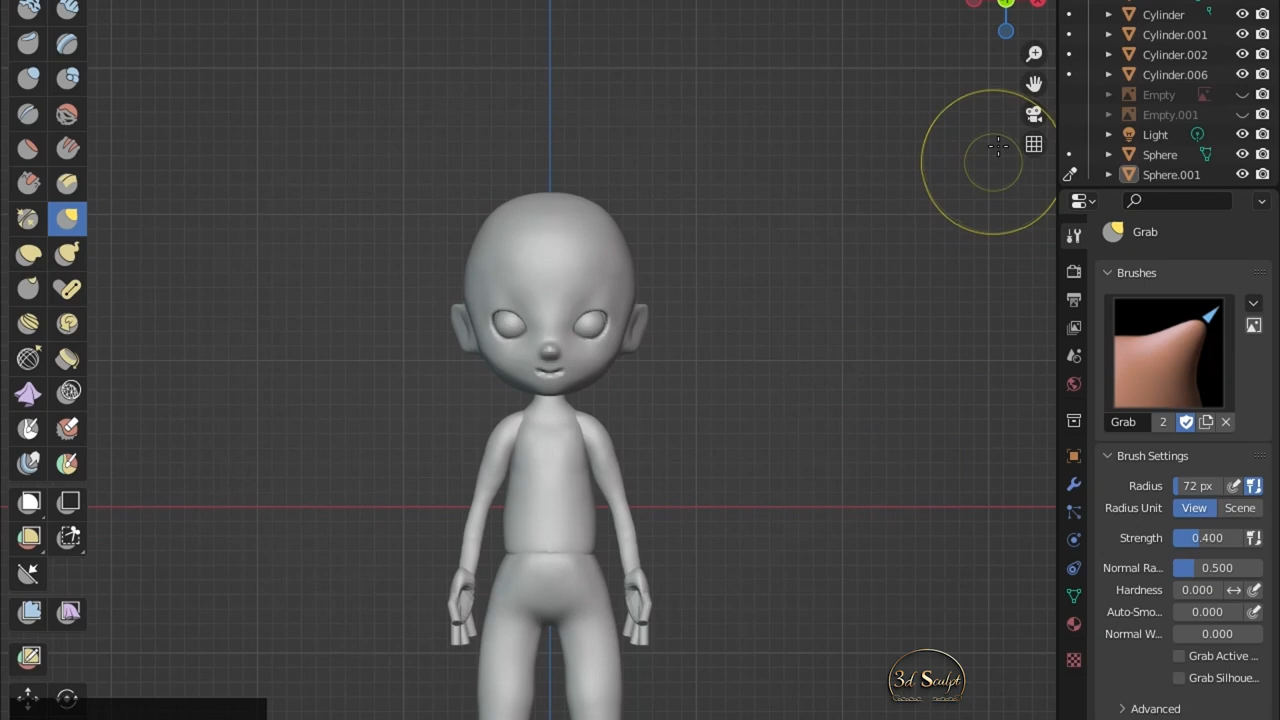 Cylinder
Cylinder.001
Cylinder.002
Cylinder.006
Empty
Empty.001
Light
Sphere
Sphere.001
Grab
Brushes
Grab 2
Brush Settings
Radius 72 px
Radius Unit View Scene
Strength 0.400
Normal Ra... 0.500
Hardness 0.000
Auto-Smo... 0.000
Normal W... 0.000
Grab Active ...
Grab Silhoue...
Advanced
3d Sculpt